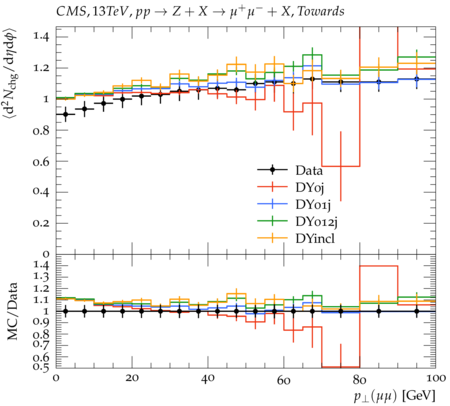 CMS, 13TeV, pp → Z + X → μ⁺μ⁻ + X, Towards
⟨d²N_chg/dηdϕ⟩
1.4
1.2
1
0.8
0.6
0.4
0.2
0
Data
DY0j
DY01j
DY012j
DYincl
MC/Data
1.4
1.3
1.2
1.1
1
0.9
0.8
0.7
0.6
0.5
0 20 40 60 80 100
p⊥(μμ) [GeV]